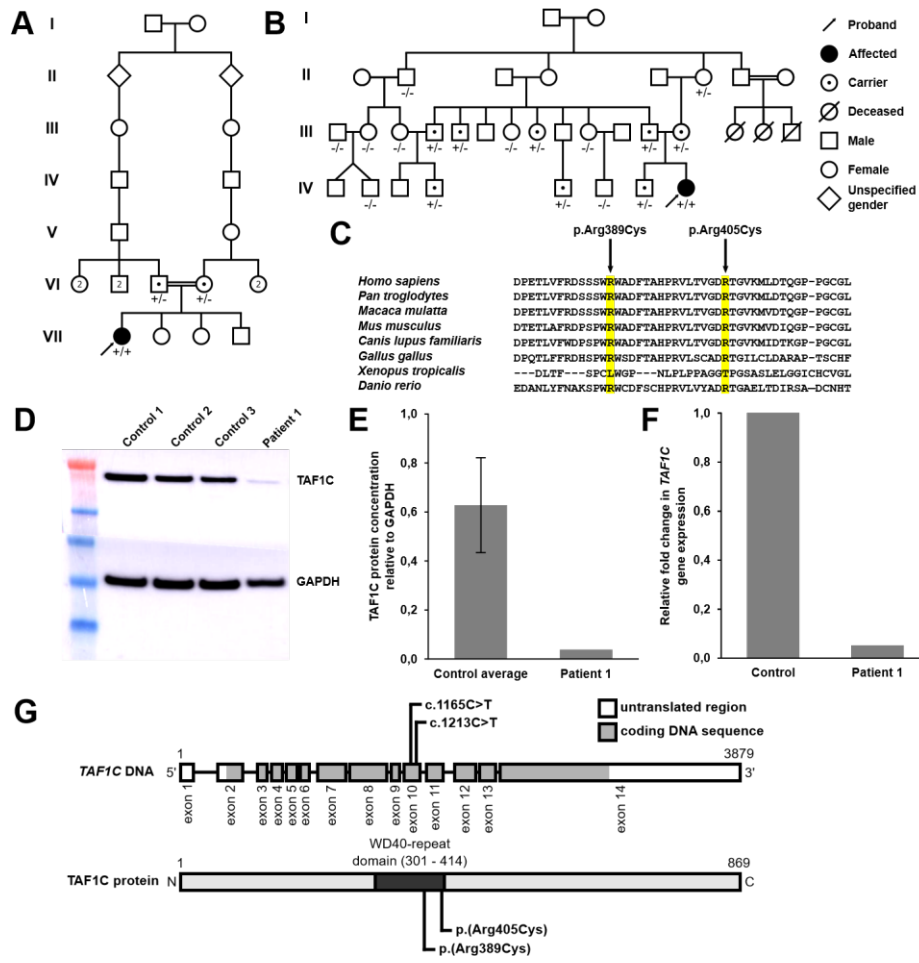 A
I
II
III
IV
V
VI
VII
2
2
+/-
+/-
2
+/+
B
I
II
III
IV
-/-
+/-
-/-
-/-
-/-
+/-
+/-
-/-
+/-
+/-
+/-
-/-
+/-
+/-
-/-
+/-
+/+
Proband
Affected
Carrier
Deceased
Male
Female
Unspecified
gender
C
p.Arg389Cys
p.Arg405Cys
Homo sapiens DPETLVFRDSSSWRWADFTAHPRVLTVGDRTGVKMLDTQGP-PGCGL
Pan troglodytes DPETLVFRDSSSWRWADFTAHPRVLTVGDRTGVKMLDTQGP-PGCGL
Macaca mulatta DPETLVFRDSSSWRWADFTAHPRVLTVGDRTGVKMLDTQGP-PGCGL
Mus musculus DTETLAFRDPSPWRWADFTAHPRVLTVGDRTGVKMVDIQGP-PGCGL
Canis lupus familiaris DPETLVFRDHSPWRWADFTAHPRVLTVGDRTGVKMIDTKGP-PGCGL
Gallus gallus DPQTLFFRDPSPWRWSDFTAHPRVLSCADRTGILCLDARAP-TSCHF
Xenopus tropicalis ---DLTF---SPCLWGP---NLPLPPAGGTPGSASLELGGICHCVGL
Danio rerio EDANLYFNAKSPWRWCDFSCHPRVLVYADRTGAELTDIRSA-DCNHT
D
Control 1
Control 2
Control 3
Patient 1
TAF1C
GAPDH
E
TAF1C protein concentration
relative to GAPDH
1,0
0,8
0,6
0,4
0,2
0,0
Control average
Patient 1
F
Relative fold change in TAF1C
gene expression
1,0
0,8
0,6
0,4
0,2
0,0
Control
Patient 1
G
c.1165C>T
c.1213C>T
untranslated region
coding DNA sequence
1
3879
TAF1C DNA
5'
3'
exon 1
exon 2
exon 3
exon 4
exon 5
exon 6
exon 7
exon 8
exon 9
exon 10
exon 11
exon 12
exon 13
exon 14
WD40-repeat
domain (301 - 414)
1
869
TAF1C protein
N
C
p.(Arg405Cys)
p.(Arg389Cys)